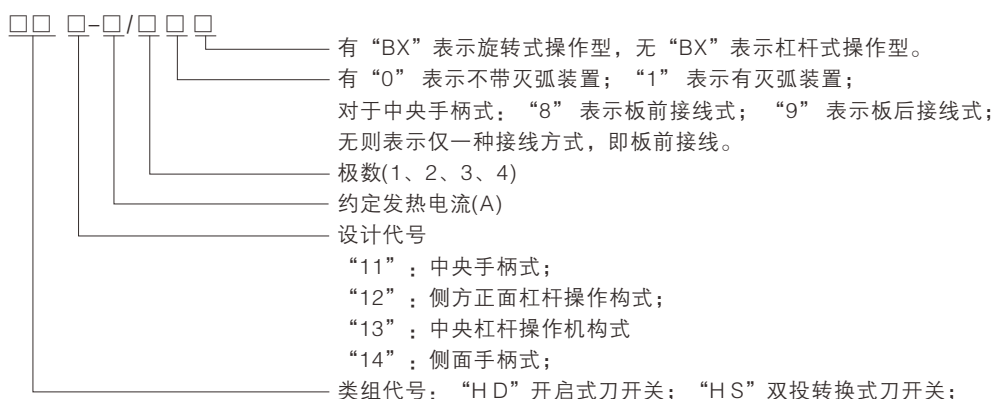 □□ □-□/□ □ □
有“BX”表示旋转式操作型，无“BX”表示杠杆式操作型。
有“0” 表示不带灭弧装置；“1” 表示有灭弧装置；
对于中央手柄式；“8” 表示板前接线式；“9” 表示板后接线式；
无则表示仅一种接线方式，即板前接线。
极数(1、2、3、4)
约定发热电流(A)
设计代号
“11”：中央手柄式；
“12”：侧方正面杠杆操作构式；
“13”：中央杠杆操作机构式
“14”：侧面手柄式；
类组代号：“H D”开启式刀开关；“H S”双投转换式刀开关；